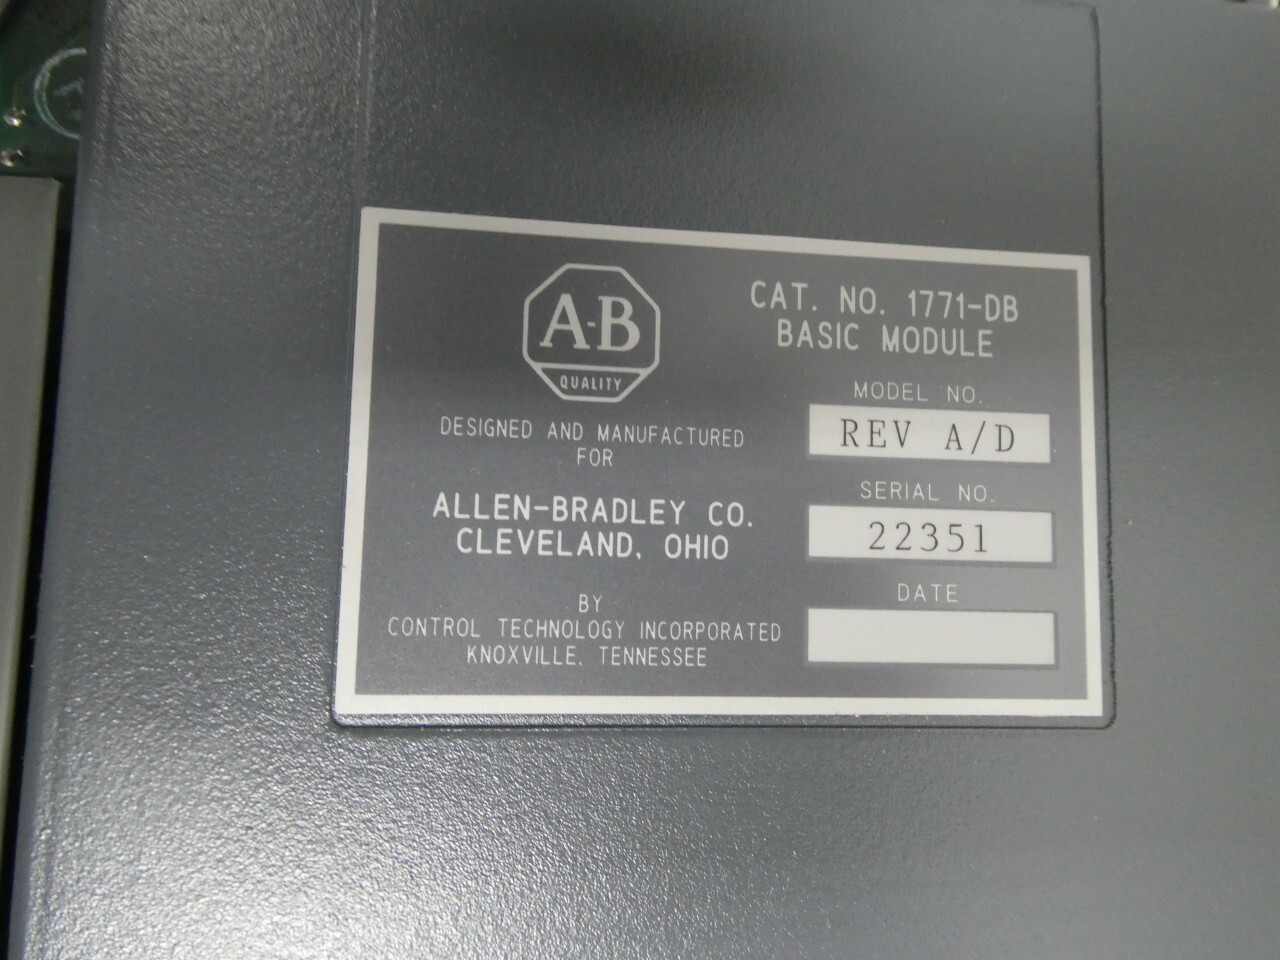 A-B
QUALITY
DESIGNED AND MANUFACTURED
FOR
ALLEN-BRADLEY CO.
CLEVELAND, OHIO
BY
CONTROL TECHNOLOGY INCORPORATED
KNOXVILLE, TENNESSEE
CAT. NO. 1771-DB
BASIC MODULE
MODEL NO.
REV A/D
SERIAL NO.
22351
DATE